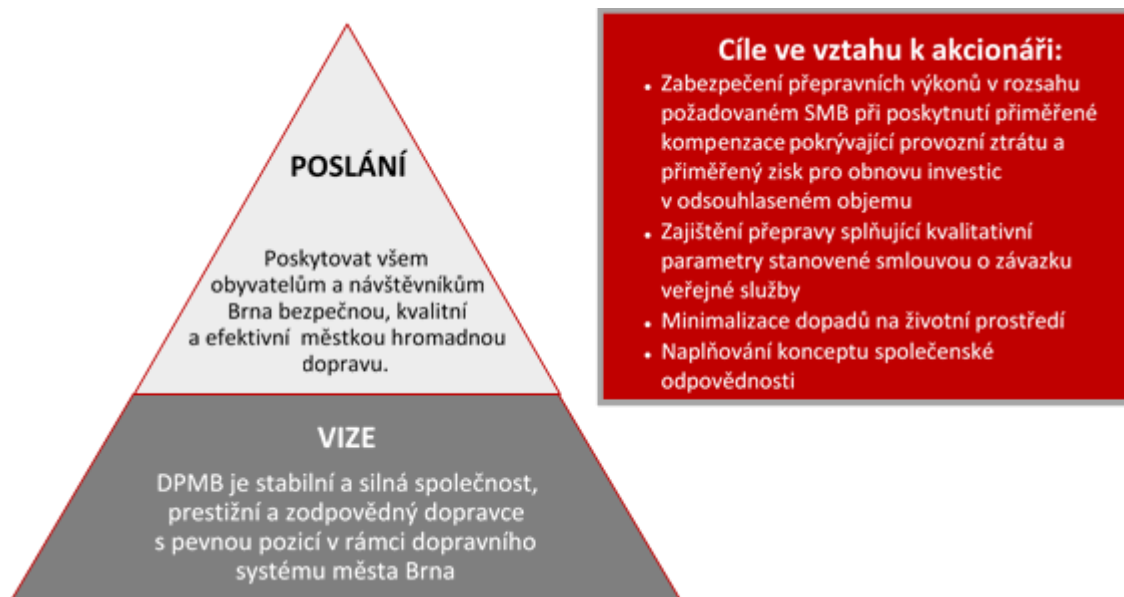 POSLÁNÍ
Poskytovat všem
obyvatelům a návštěvníkům
Brna bezpečnou, kvalitní
a efektivní městkou hromadnou
dopravu.
VIZE
DPMB je stabilní a silná společnost,
prestižní a zodpovědný dopravce
s pevnou pozicí v rámci dopravního
systému města Brna
Cíle ve vztahu k akcionáři:
• Zabezpečení přepravních výkonů v rozsahu
požadovaném SMB při poskytnutí přiměřené
kompenzace pokrývající provozní ztrátu a
přiměřený zisk pro obnovu investic
v odsouhlaseném objemu
• Zajištění přepravy splňující kvalitativní
parametry stanovené smlouvou o závazku
veřejné služby
• Minimalizace dopadů na životní prostředí
• Naplňování konceptu společenské
odpovědnosti